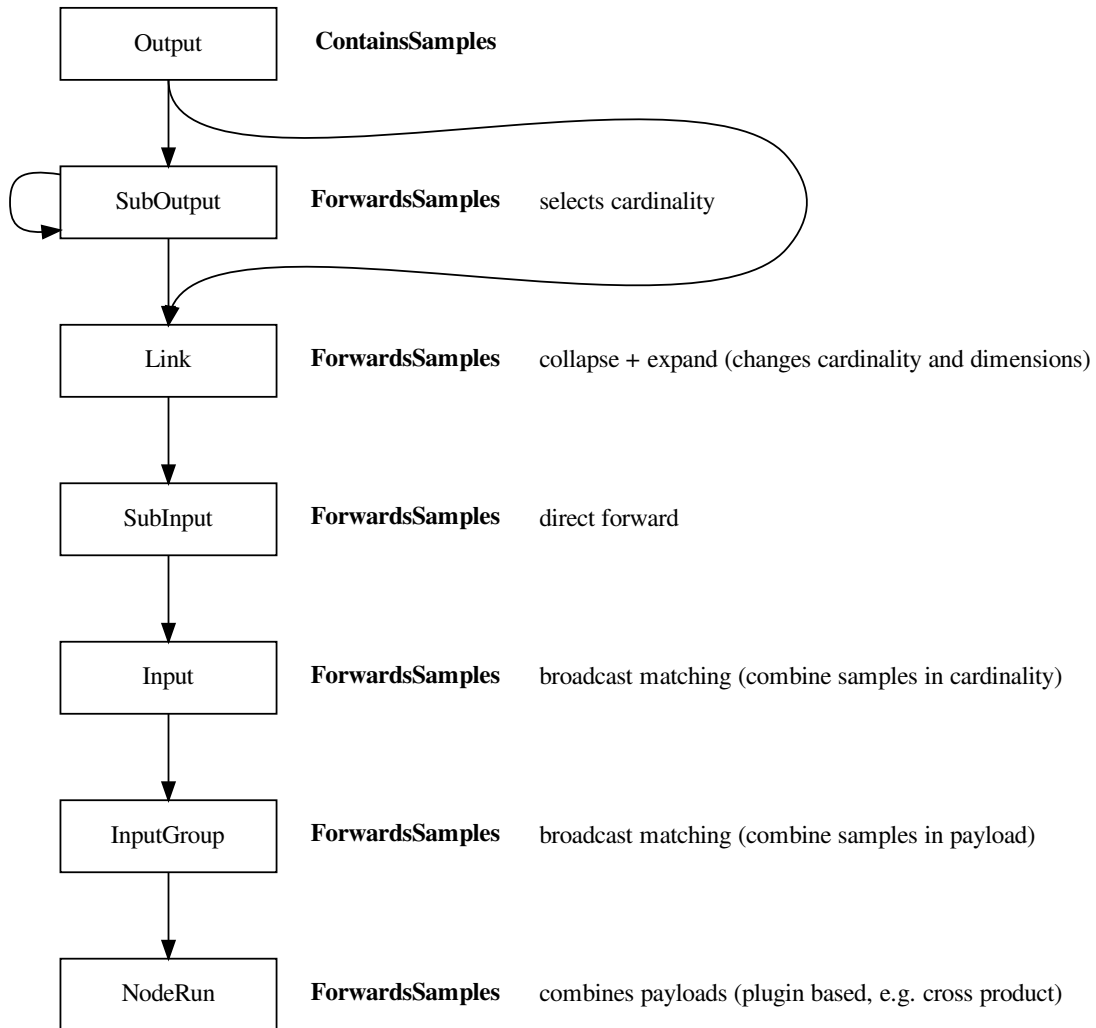 Output ContainsSamples
SubOutput ForwardsSamples selects cardinality
Link ForwardsSamples collapse + expand (changes cardinality and dimensions)
SubInput ForwardsSamples direct forward
Input ForwardsSamples broadcast matching (combine samples in cardinality)
InputGroup ForwardsSamples broadcast matching (combine samples in payload)
NodeRun ForwardsSamples combines payloads (plugin based, e.g. cross product)